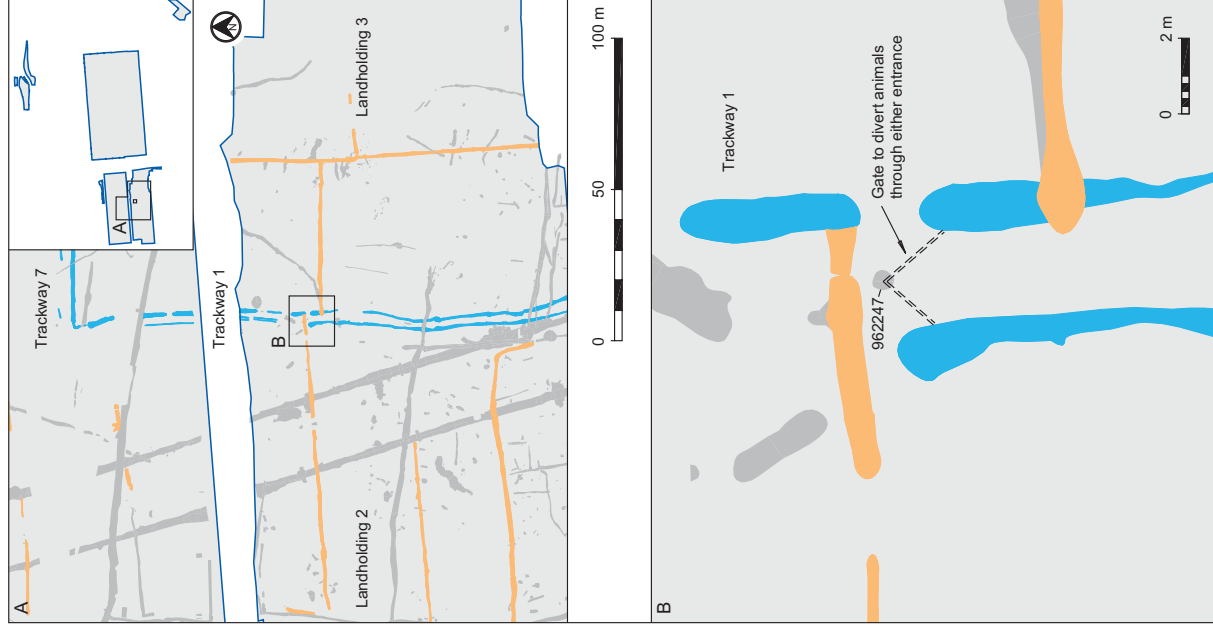 A
Trackway 7
A
N
Trackway 1
B
Landholding 2
Landholding 3
0
50
100 m
B
Trackway 1
962247
Gate to divert animals
through either entrance
0
2 m